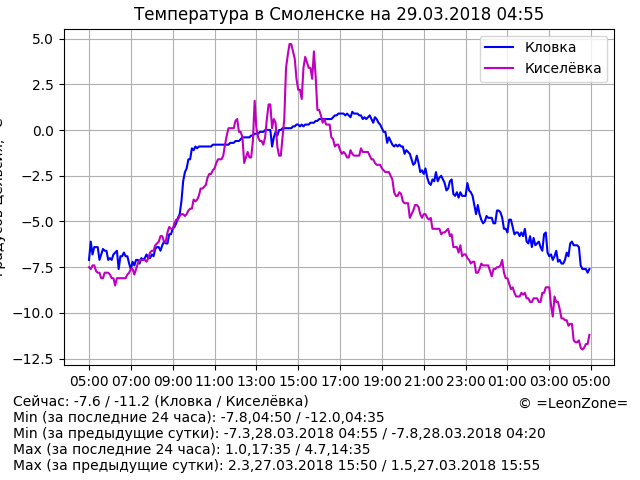 Температура в Смоленске на 29.03.2018 04:55
Кловка
Киселёвка
5.0
2.5
0.0
−2.5
−5.0
−7.5
−10.0
−12.5
05:00 07:00 09:00 11:00 13:00 15:00 17:00 19:00 21:00 23:00 01:00 03:00 05:00
Сейчас: -7.6 / -11.2 (Кловка / Киселёвка)
© =LeonZone=
Min (за последние 24 часа): -7.8,04:50 / -12.0,04:35
Min (за предыдущие сутки): -7.3,28.03.2018 04:55 / -7.8,28.03.2018 04:20
Max (за последние 24 часа): 1.0,17:35 / 4.7,14:35
Max (за предыдущие сутки): 2.3,27.03.2018 15:50 / 1.5,27.03.2018 15:55